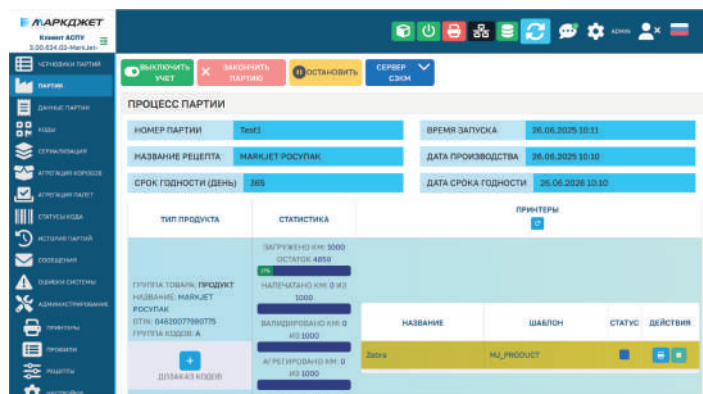 МАРКДЖЕТ
Клиент АСПУ
ADMIN
ЧЕРНОВИКИ ПАРТИЙ
ПАРТИИ
ДАННЫЕ ПАРТИИ
КОДЫ
СЕРИАЛИЗАЦИЯ
АГРЕГАЦИЯ КОРОБОВ
АГРЕГАЦИЯ ПАЛЕТ
СТАТУСЫ КОДА
ИСТОРИЯ ПАРТИЙ
СООБЩЕНИЯ
ОШИБКИ СИСТЕМЫ
АДМИНИСТРИРОВАНИЕ
ПРИНТЕРЫ
ПРОФИЛИ
РЕЦЕПТЫ
НАСТРОЙКИ
ВЫКЛЮЧИТЬ
УЧЕТ
ЗАКОНЧИТЬ
ПАРТИЮ
ОСТАНОВИТЬ
СЕРВЕР
СЭКМ
ПРОЦЕСС ПАРТИИ
НОМЕР ПАРТИИ Test1
ВРЕМЯ ЗАПУСКА 26.06.2025 10:11
НАЗВАНИЕ РЕЦЕПТА MARKJET РОСУПАК
ДАТА ПРОИЗВОДСТВА 26.06.2025 10:10
СРОК ГОДНОСТИ (ДЕНЬ) 365
ДАТА СРОКА ГОДНОСТИ 26.06.2026 10:10
ТИП ПРОДУКТА
СТАТИСТИКА
ПРИНТЕРЫ
ГРУППА ТОВАРА: ПРОДУКТ
НАЗВАНИЕ: MARKJET
РОСУПАК
GTIN: 04620077980775
ГРУППА КОДОВ: A
ДОЗАКАЗ КОДОВ
ЗАГРУЖЕНО КМ: 1000
ОСТАТОК 4850
НАПЕЧАТАНО КМ: 0 ИЗ
1000
ВАЛИДИРОВАНО КМ: 0
ИЗ 1000
АГРЕГИРОВАНО КМ: 0
ИЗ 1000
НАЗВАНИЕ ШАБЛОН СТАТУС ДЕЙСТВИЯ
Zebra MJ_PRODUCT